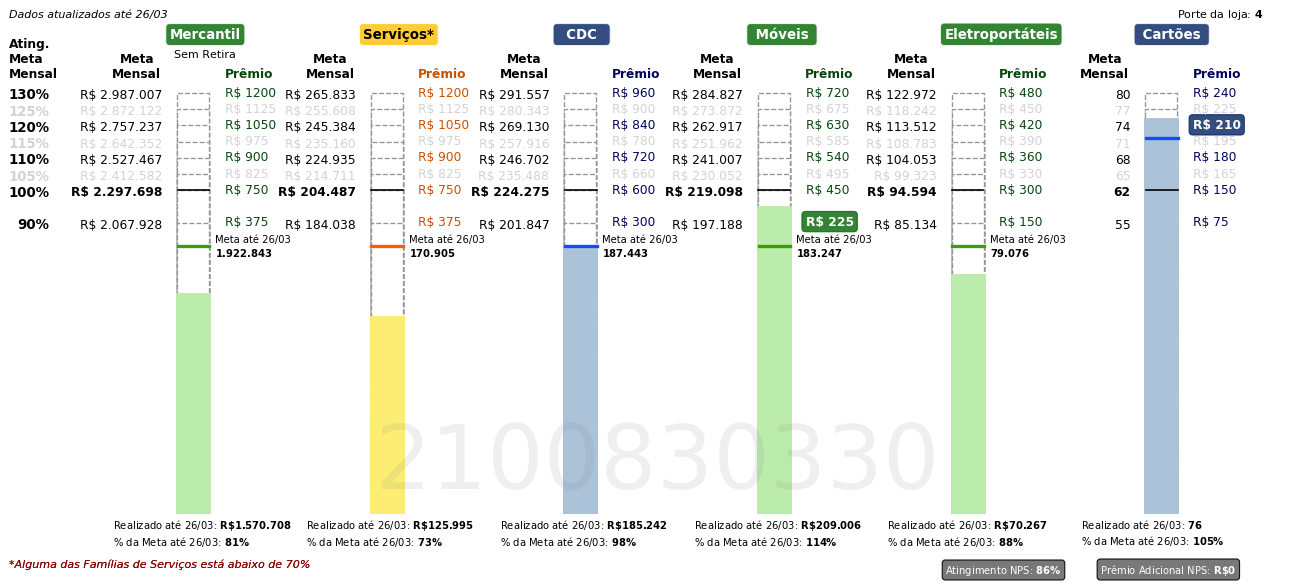 Dados atualizados até 26/03
Porte da loja: 4
Mercantil Serviços* CDC Móveis Eletroportáteis Cartões
Sem Retira
Ating.
Meta
Mensal
Meta
Mensal Prêmio Meta
Mensal Prêmio Meta
Mensal Prêmio Meta
Mensal Prêmio Meta
Mensal Prêmio Meta
Mensal Prêmio
130% R$ 2.987.007 R$ 1200 R$ 265.833 R$ 1200 R$ 291.557 R$ 960 R$ 284.827 R$ 720 R$ 122.972 R$ 480 80 R$ 240
125% R$ 2.872.122 R$ 1125 R$ 255.608 R$ 1125 R$ 280.343 R$ 900 R$ 273.872 R$ 675 R$ 118.242 R$ 450 77 R$ 225
120% R$ 2.757.237 R$ 1050 R$ 245.384 R$ 1050 R$ 269.130 R$ 840 R$ 262.917 R$ 630 R$ 113.512 R$ 420 74 R$ 210
115% R$ 2.642.352 R$ 975 R$ 235.160 R$ 975 R$ 257.916 R$ 780 R$ 251.962 R$ 585 R$ 108.783 R$ 390 71 R$ 195
110% R$ 2.527.467 R$ 900 R$ 224.935 R$ 900 R$ 246.702 R$ 720 R$ 241.007 R$ 540 R$ 104.053 R$ 360 68 R$ 180
105% R$ 2.412.582 R$ 825 R$ 214.711 R$ 825 R$ 235.488 R$ 660 R$ 230.052 R$ 495 R$ 99.323 R$ 330 65 R$ 165
100% R$ 2.297.698 R$ 750 R$ 204.487 R$ 750 R$ 224.275 R$ 600 R$ 219.098 R$ 450 R$ 94.594 R$ 300 62 R$ 150
90% R$ 2.067.928 R$ 375 R$ 184.038 R$ 375 R$ 201.847 R$ 300 R$ 197.188 R$ 225 R$ 85.134 R$ 150 55 R$ 75
Meta até 26/03 Meta até 26/03 Meta até 26/03 Meta até 26/03 Meta até 26/03
1.922.843 170.905 187.443 183.247 79.076
2100830330
Realizado até 26/03: R$1.570.708 Realizado até 26/03: R$125.995 Realizado até 26/03: R$185.242 Realizado até 26/03: R$209.006 Realizado até 26/03: R$70.267 Realizado até 26/03: 76
% da Meta até 26/03: 81% % da Meta até 26/03: 73% % da Meta até 26/03: 98% % da Meta até 26/03: 114% % da Meta até 26/03: 88% % da Meta até 26/03: 105%
*Alguma das Famílias de Serviços está abaixo de 70%
Atingimento NPS: 86% Prêmio Adicional NPS: R$0